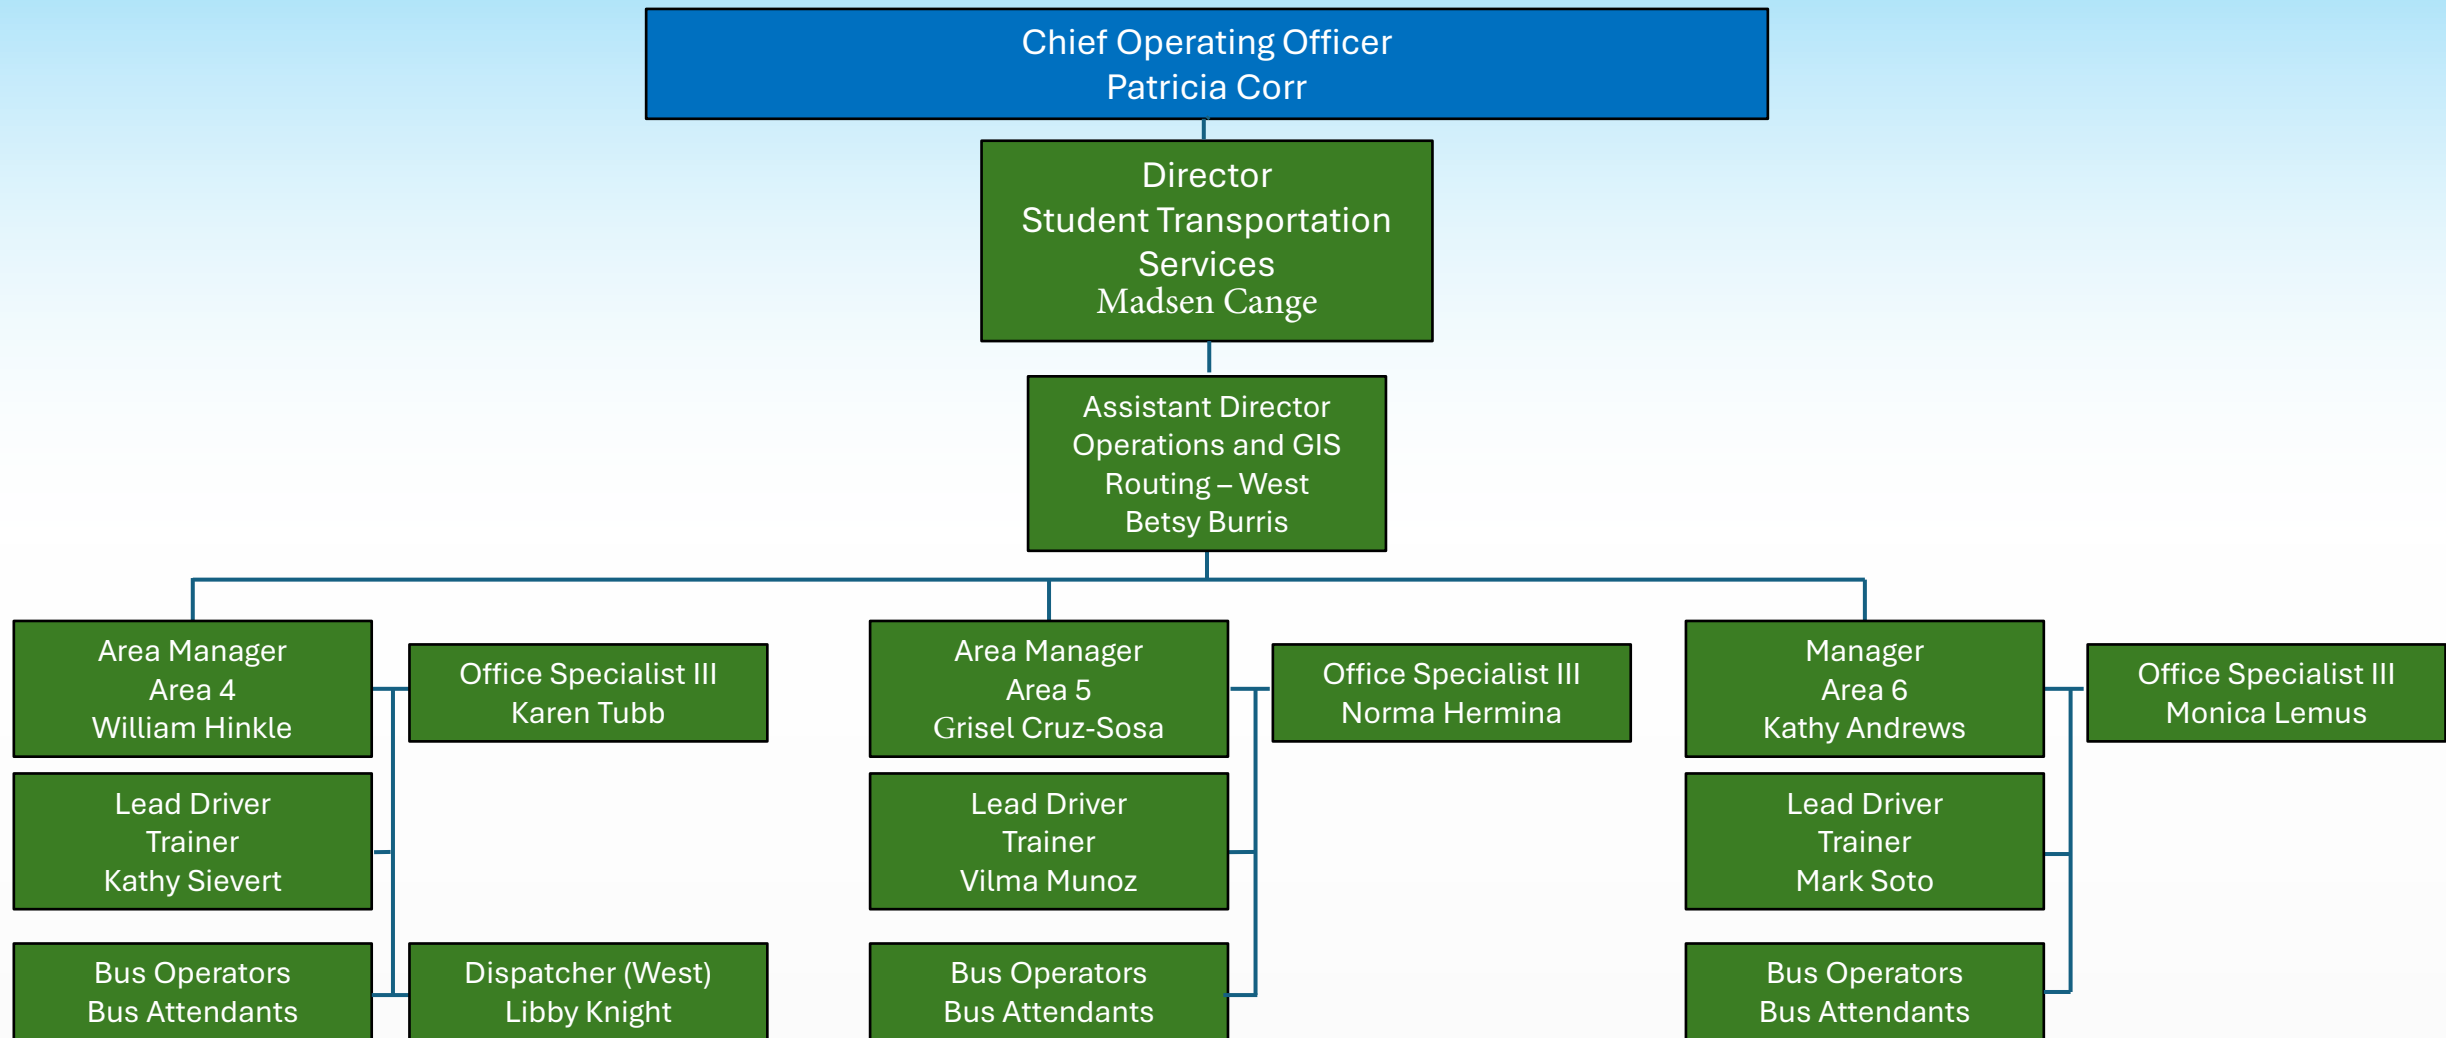 Chief Operating Officer
Patricia Corr
Director
Student Transportation
Services
Madsen Cange
Assistant Director
Operations and GIS
Routing – West
Betsy Burris
Area Manager
Area 4
William Hinkle
Office Specialist III
Karen Tubb
Area Manager
Area 5
Grisel Cruz-Sosa
Office Specialist III
Norma Hermina
Manager
Area 6
Kathy Andrews
Office Specialist III
Monica Lemus
Lead Driver
Trainer
Kathy Sievert
Lead Driver
Trainer
Vilma Munoz
Lead Driver
Trainer
Mark Soto
Bus Operators
Bus Attendants
Dispatcher (West)
Libby Knight
Bus Operators
Bus Attendants
Bus Operators
Bus Attendants